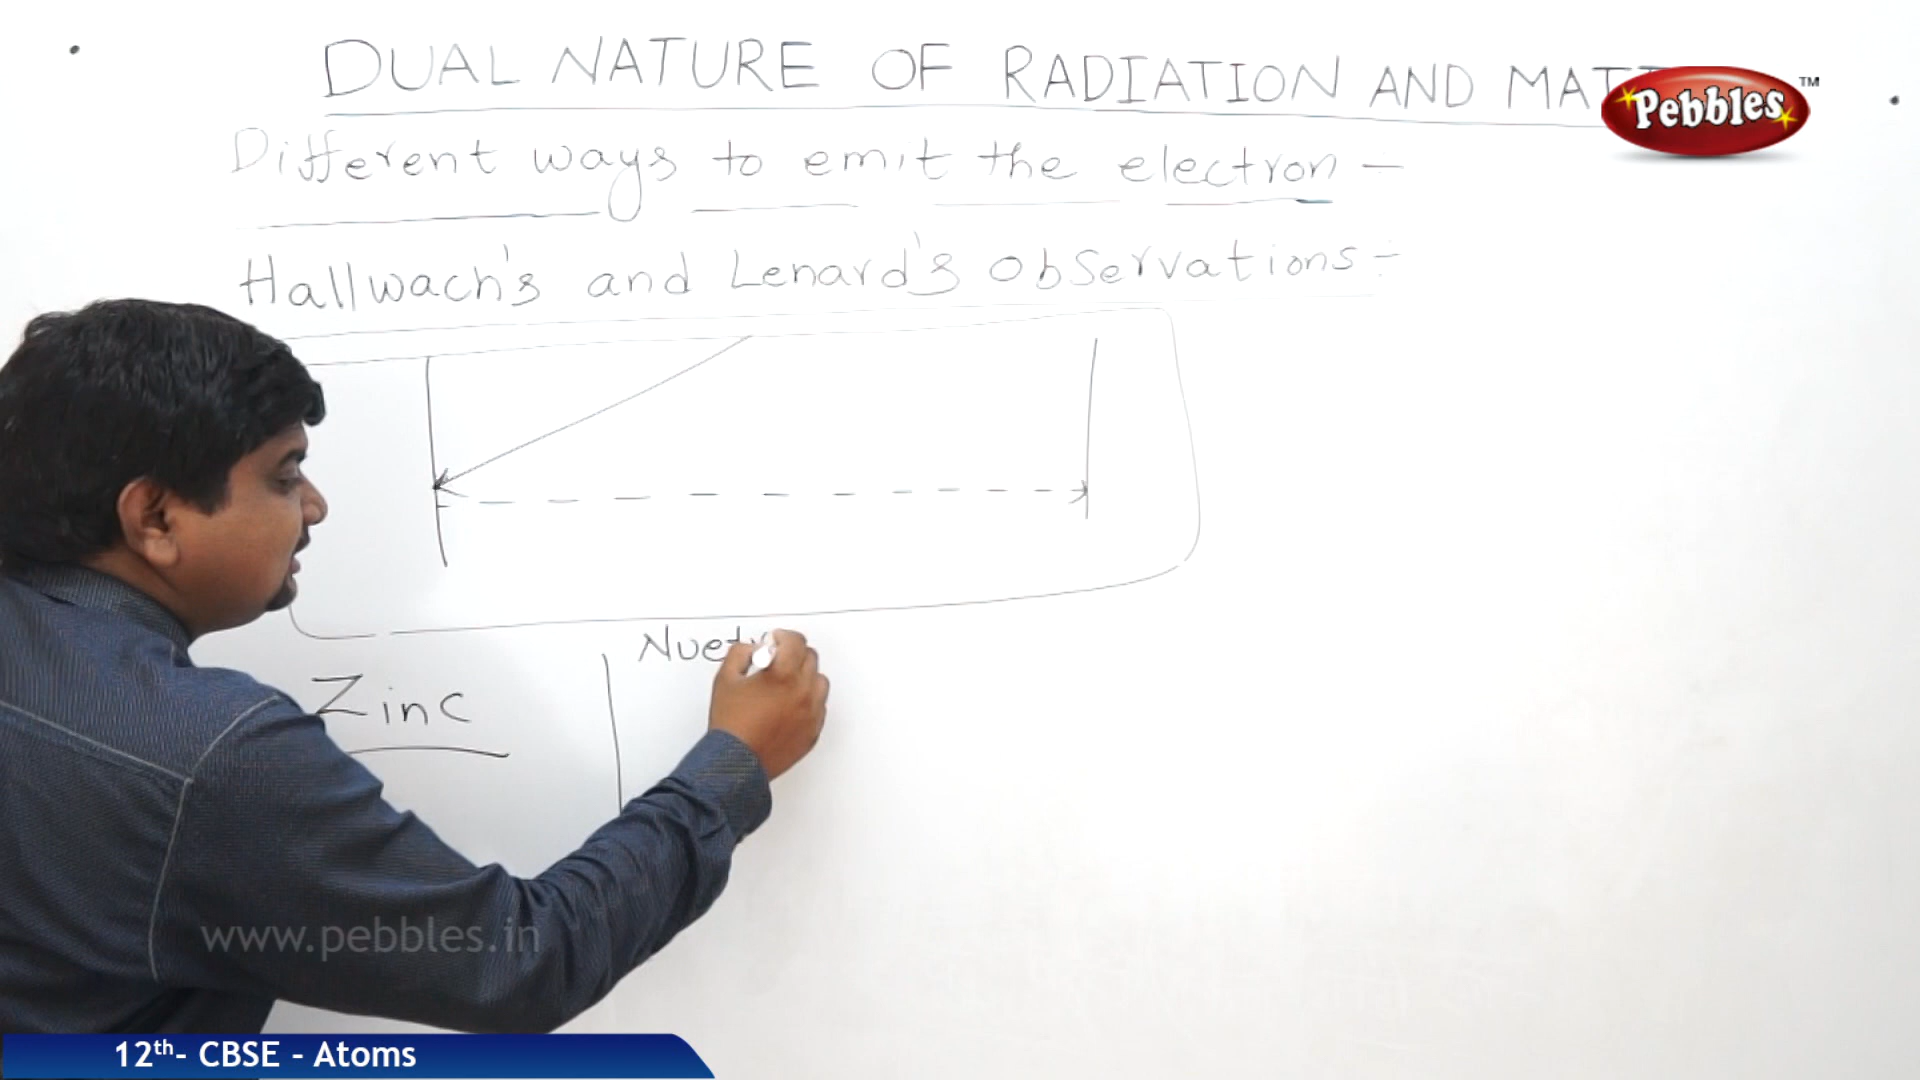 DUAL NATURE OF RADIATION AND MAT
Pebbles™
Different ways to emit the electron -
Hallwach's and Lenard's Observations :-
Nuet
Zinc
www.pebbles.in
12th- CBSE - Atoms